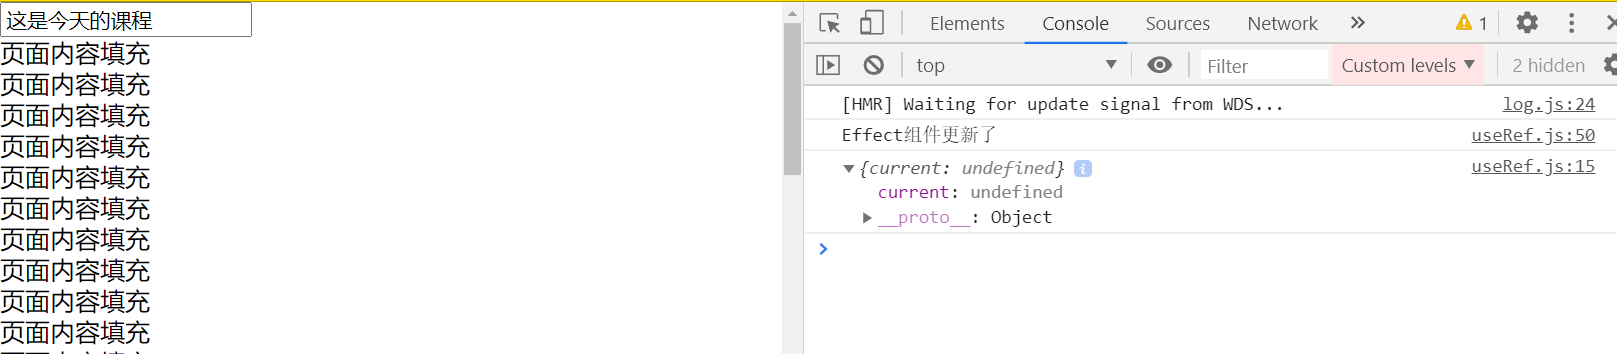 这是今天的课程
页面内容填充
页面内容填充
页面内容填充
页面内容填充
页面内容填充
页面内容填充
页面内容填充
页面内容填充
页面内容填充
页面内容填充
Elements Console Sources Network 1
top Filter Custom levels 2 hidden
[HMR] Waiting for update signal from WDS... log.js:24
Effect组件更新了 useRef.js:50
{current: undefined} i useRef.js:15
current: undefined
__proto__: Object